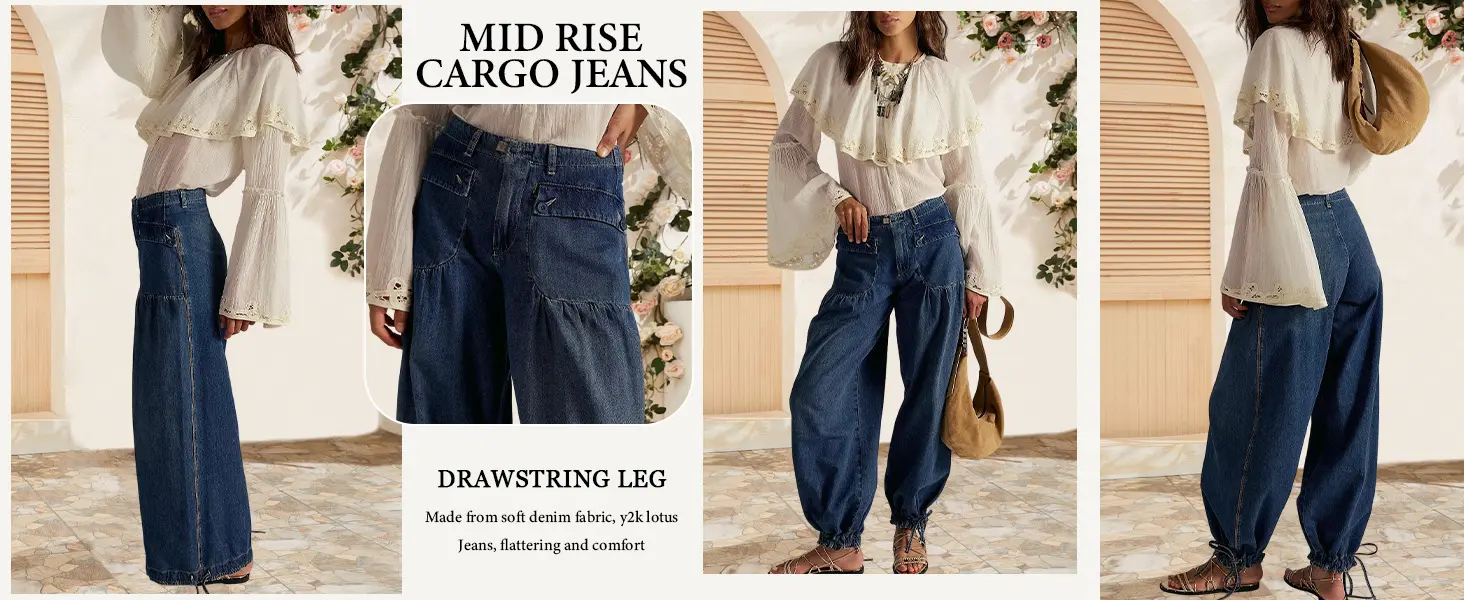 MID RISE
CARGO JEANS
DRAWSTRING LEG
Made from soft denim fabric, y2k lotus
Jeans, flattering and comfort